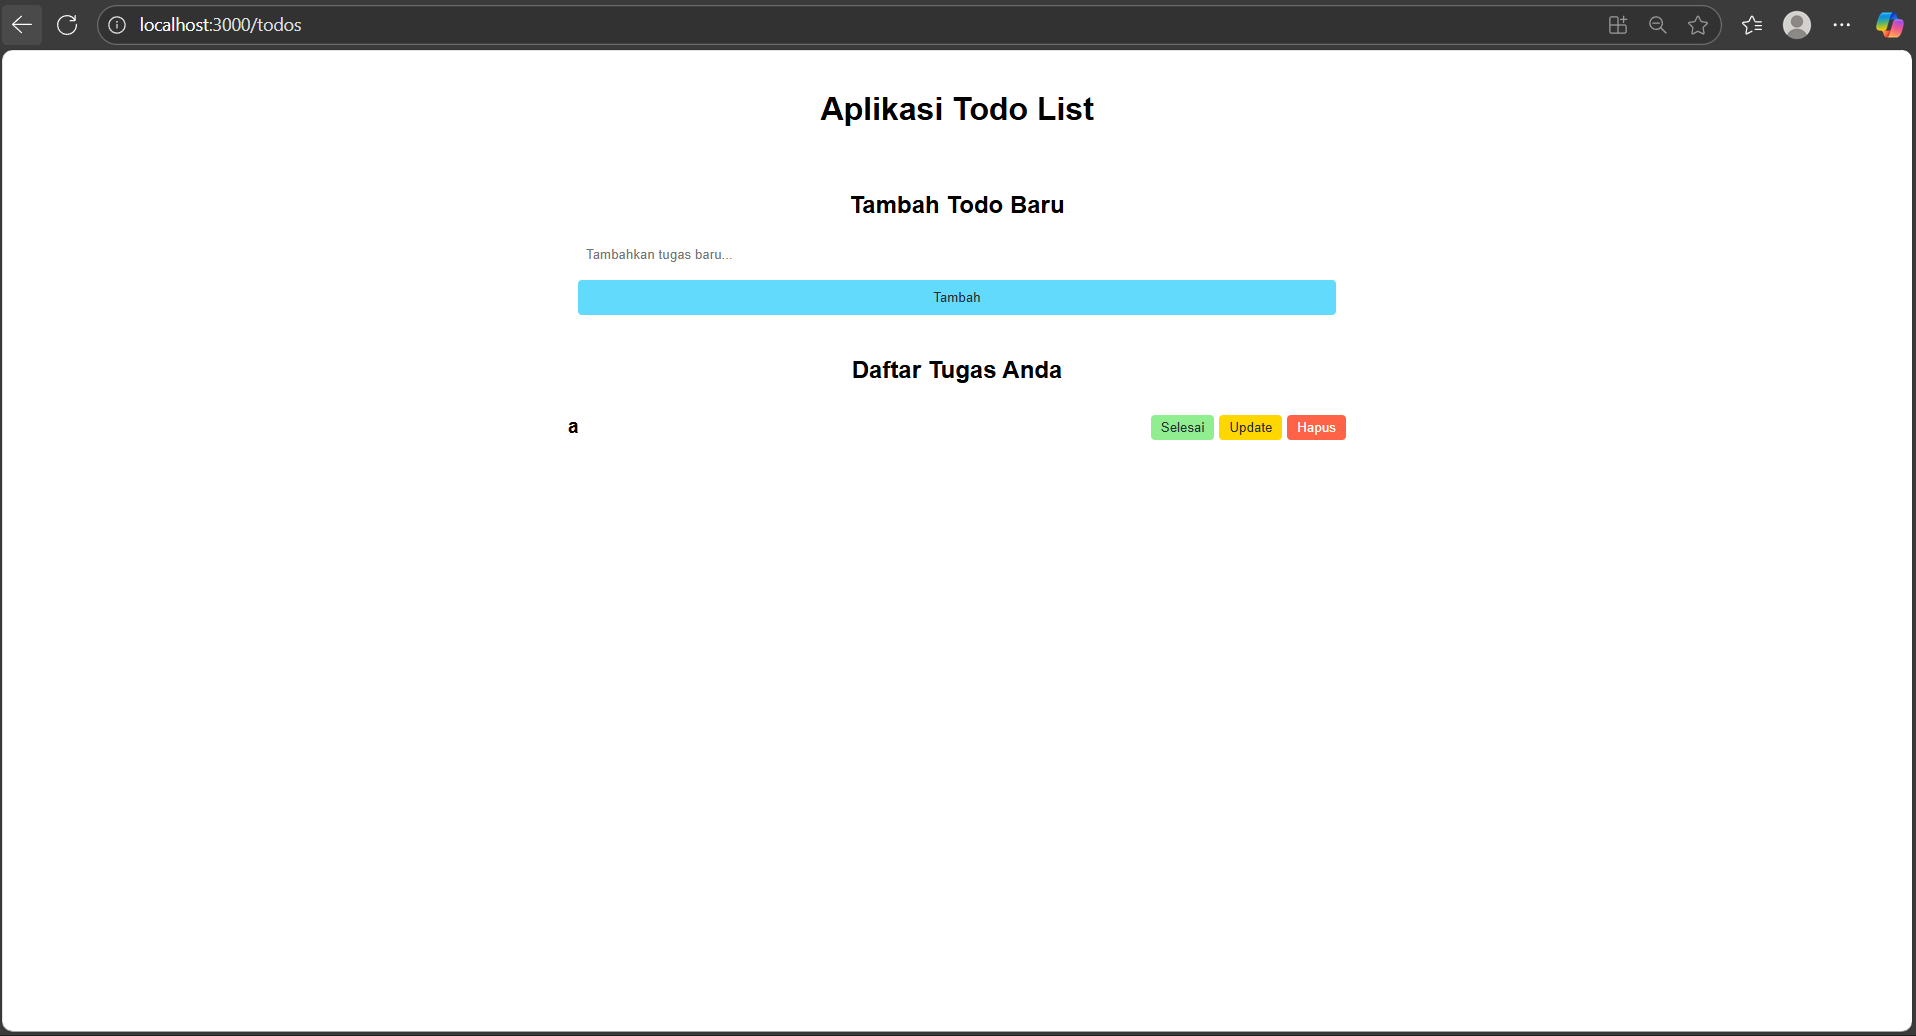 localhost:3000/todos
Aplikasi Todo List
Tambah Todo Baru
Tambahkan tugas baru...
Tambah
Daftar Tugas Anda
a Selesai Update Hapus